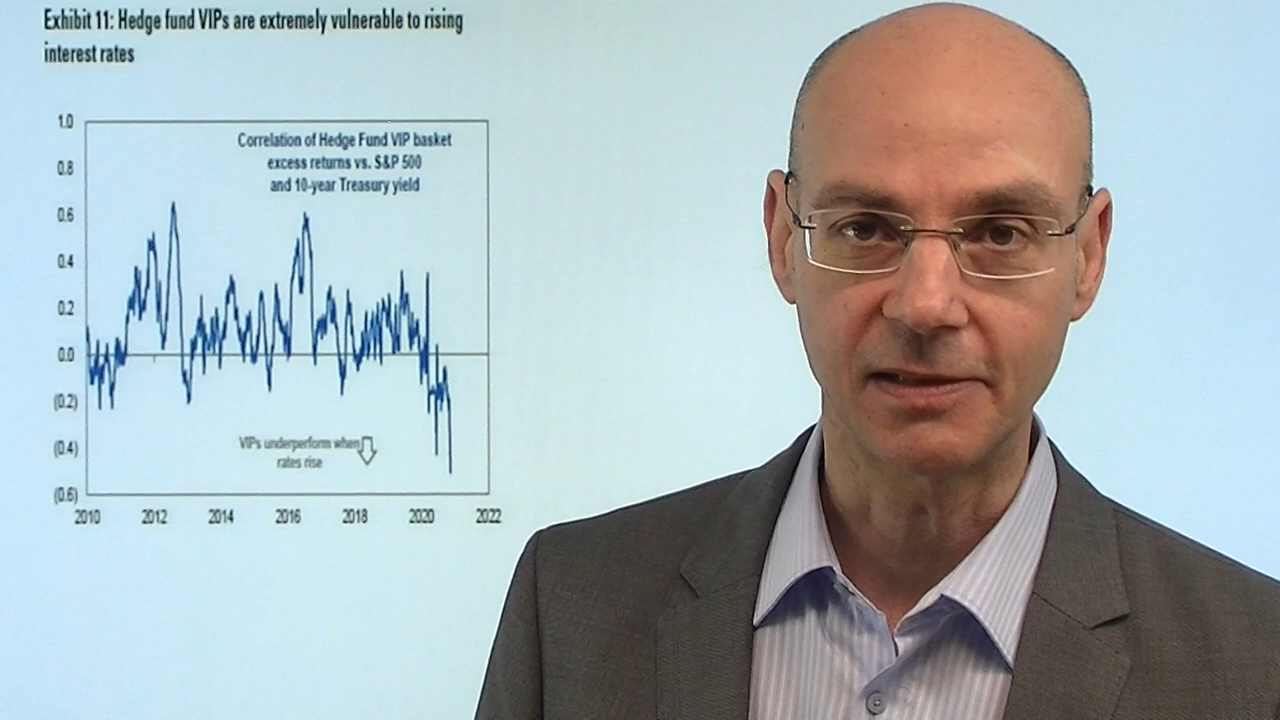 Exhibit 11: Hedge fund VIPs are extremely vulnerable to rising
interest rates
1.0
Correlation of Hedge Fund VIP basket
excess returns vs. S&P 500
and 10-year Treasury yield
0.8
0.6
0.4
0.2
0.0
(0.2)
(0.4)
(0.6)
VIPs underperform when
rates rise
2010 2012 2014 2016 2018 2020 2022